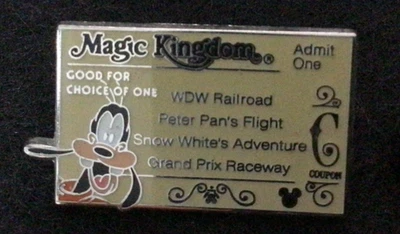 Magic Kingdom®
Admit
One
GOOD FOR
CHOICE OF ONE
WDW Railroad
Peter Pan's Flight
Snow White's Adventure
Grand Prix Raceway
C
COUPON